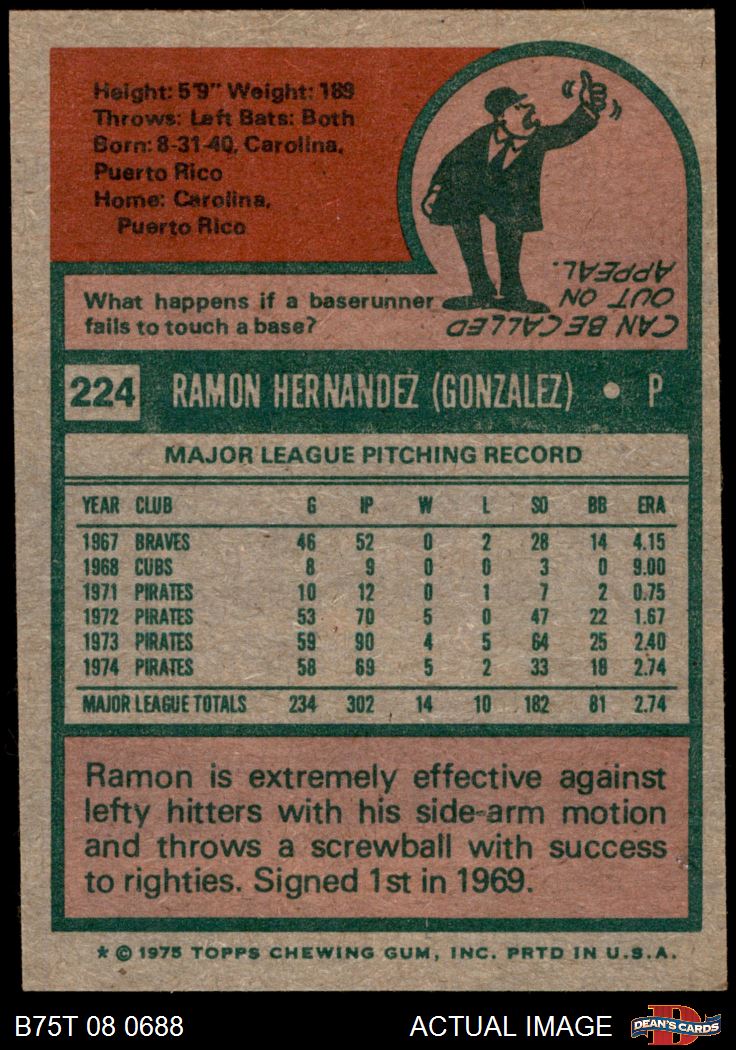 Height: 5'9" Weight: 189
Throws: Left Bats: Both
Born: 8-31-40, Carolina,
Puerto Rico
Home: Carolina,
Puerto Rico
What happens if a baserunner
fails to touch a base?
CAN BE CALLED
OUT ON
APPEAL.
224 RAMON HERNANDEZ (GONZALEZ) • P
MAJOR LEAGUE PITCHING RECORD
YEAR CLUB G IP W L SO BB ERA
1967 BRAVES 46 52 0 2 28 14 4.15
1968 CUBS 8 9 0 0 3 0 9.00
1971 PIRATES 10 12 0 1 7 2 0.75
1972 PIRATES 53 70 5 0 47 22 1.67
1973 PIRATES 59 90 4 5 64 25 2.40
1974 PIRATES 58 69 5 2 33 18 2.74
MAJOR LEAGUE TOTALS 234 302 14 10 182 81 2.74
Ramon is extremely effective against
lefty hitters with his side-arm motion
and throws a screwball with success
to righties. Signed 1st in 1969.
* © 1975 TOPPS CHEWING GUM, INC. PRTD IN U.S.A.
B75T 08 0688 ACTUAL IMAGE
DEAN'S CARDS